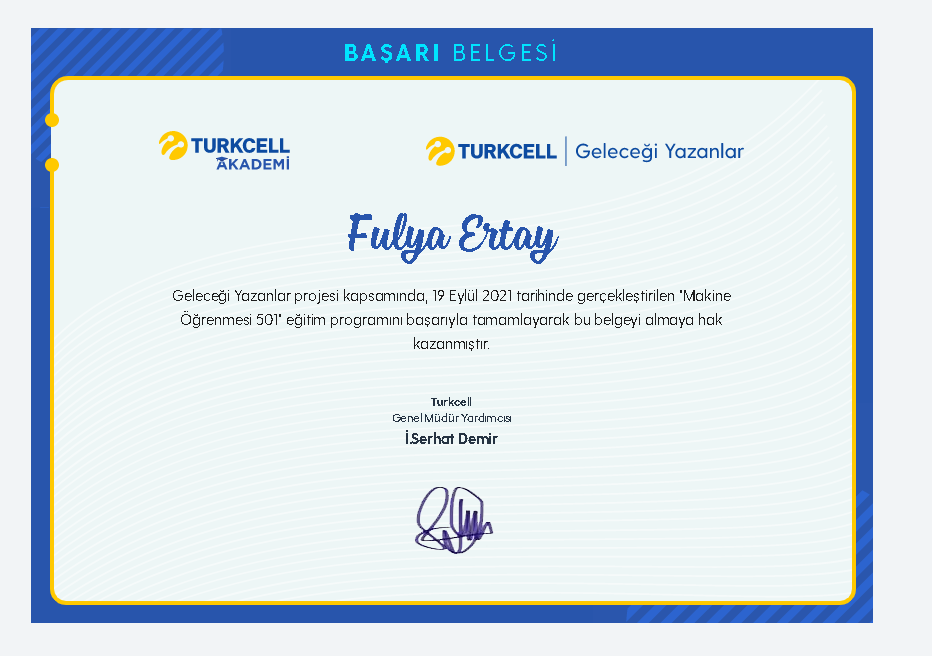 BAŞARI BELGESİ
TURKCELL
AKADEMİ
TURKCELL | Geleceği Yazanlar
Fulya Ertay
Geleceği Yazanlar projesi kapsamında, 19 Eylül 2021 tarihinde gerçekleştirilen "Makine
Öğrenmesi 501" eğitim programını başarıyla tamamlayarak bu belgeyi almaya hak
kazanmıştır.
Turkcell
Genel Müdür Yardımcısı
İ.Serhat Demir